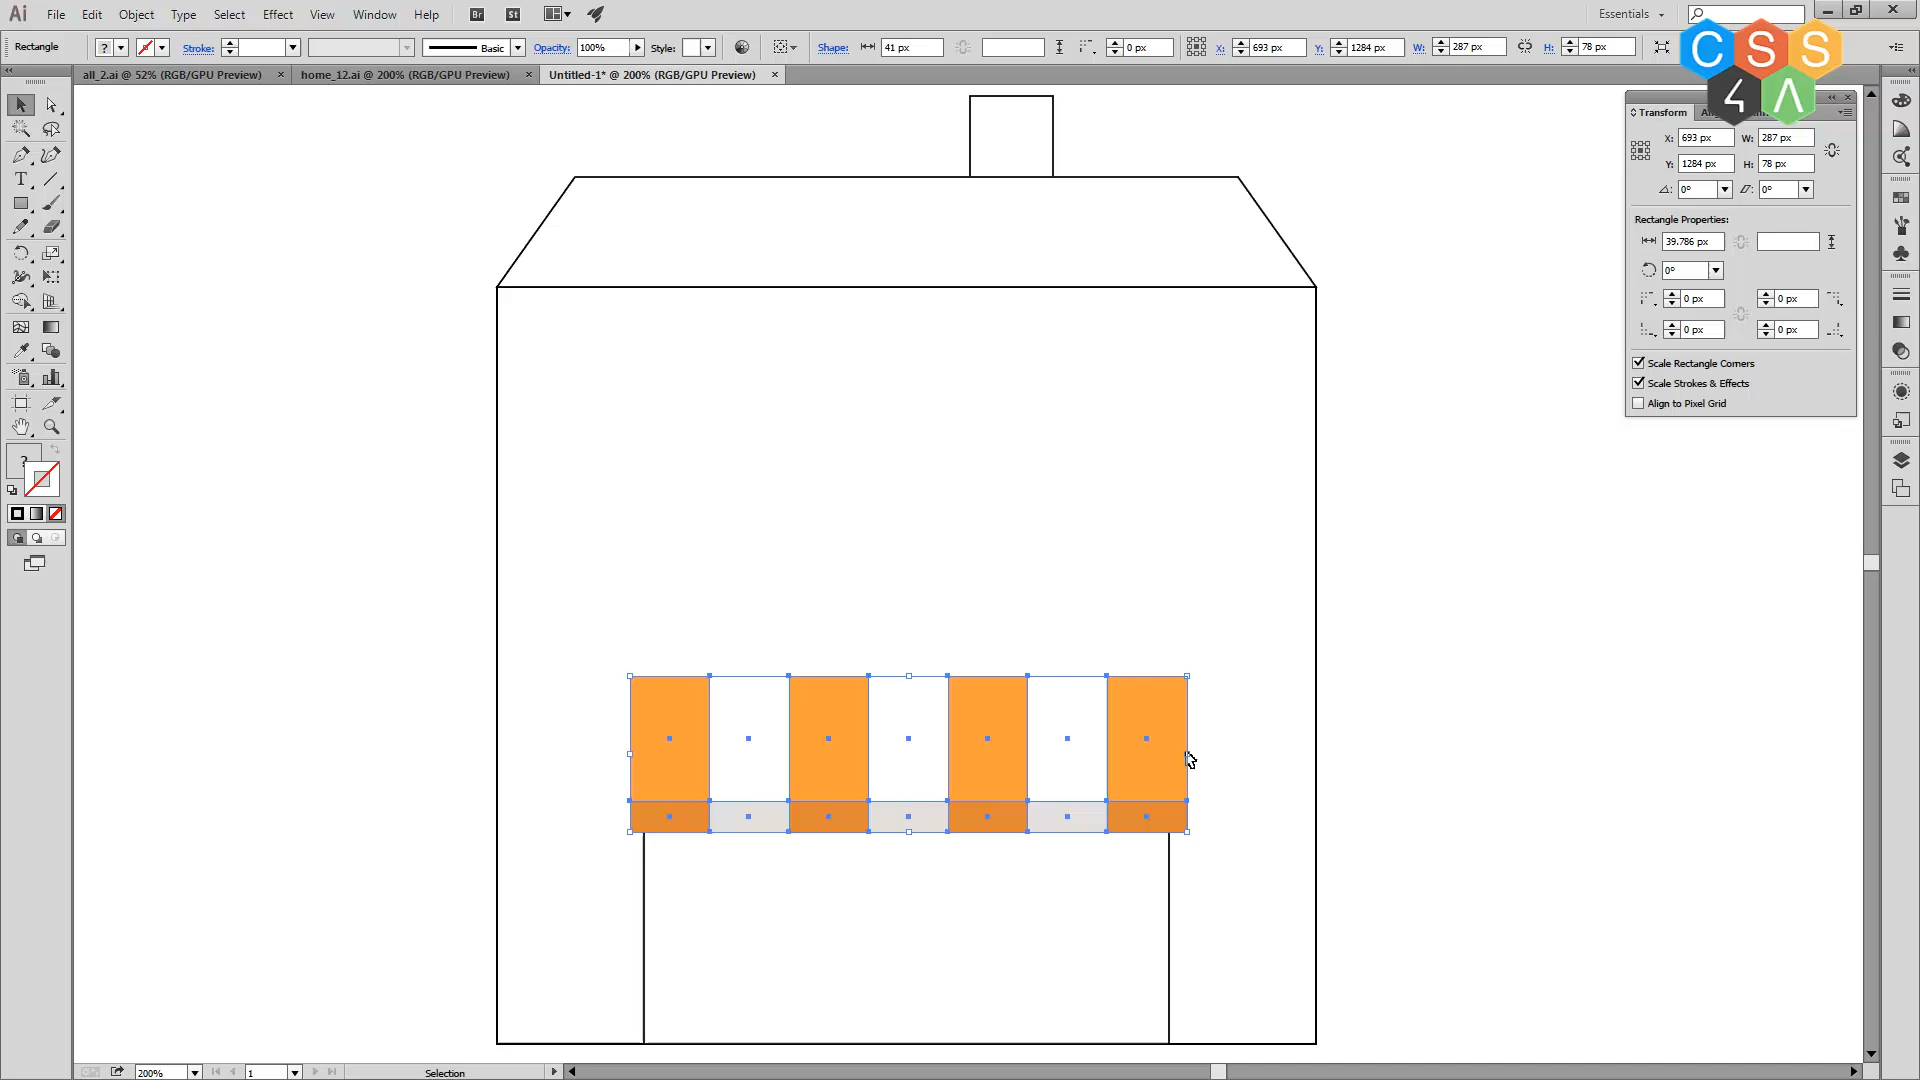 Ai File Edit Object Type Select Effect View Window Help Br St Essentials
Rectangle ? Stroke: Basic Opacity: 100% Style: Shape: 41 px 0 px X: 693 px Y: 1284 px W: 287 px H: 78 px
CSS
4Λ
all_2.ai @ 52% (RGB/GPU Preview) × home_12.ai @ 200% (RGB/GPU Preview) × Untitled-1* @ 200% (RGB/GPU Preview) ×
Transform
X: 693 px W: 287 px
Y: 1284 px H: 78 px
0° 0°
Rectangle Properties:
39.786 px
0°
0 px 0 px
0 px 0 px
Scale Rectangle Corners
Scale Strokes & Effects
Align to Pixel Grid
T
?
200% 1 Selection